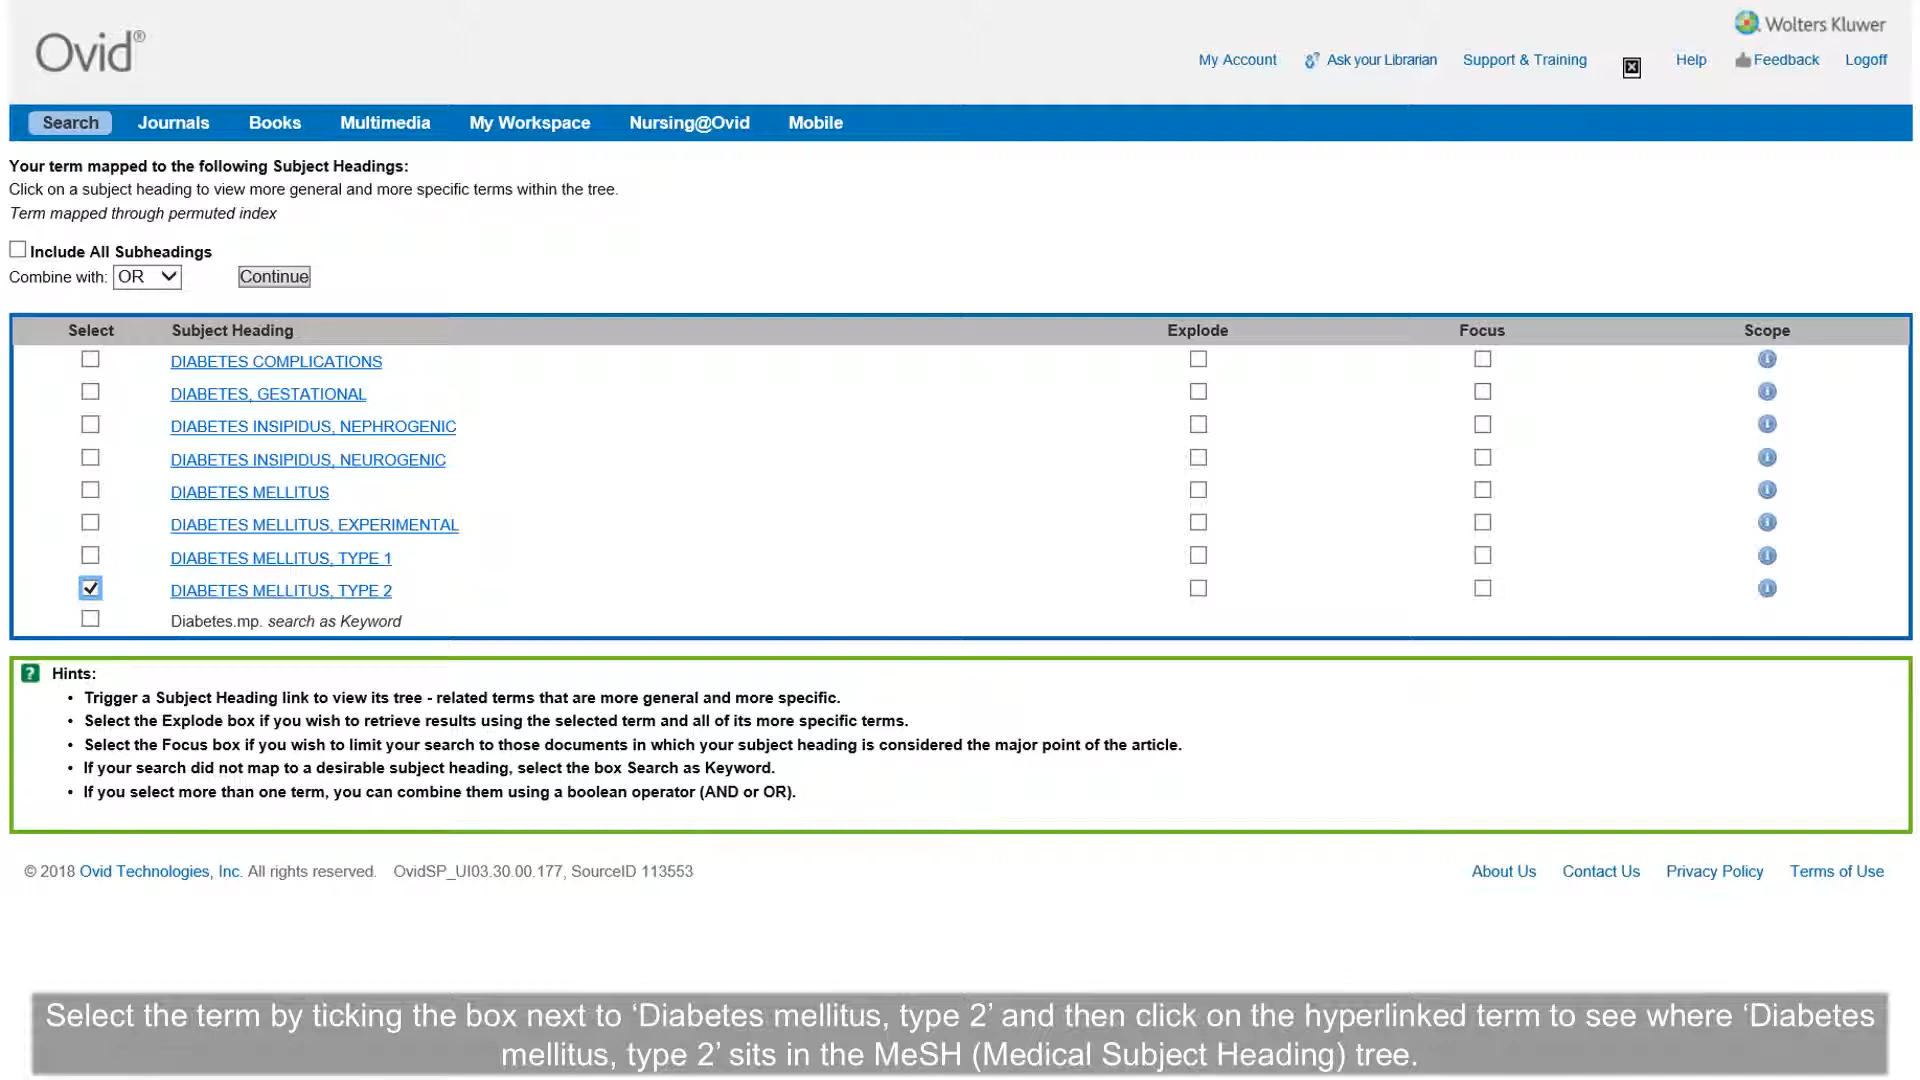 Ovid®
Wolters Kluwer
My Account Ask your Librarian Support & Training Help Feedback Logoff
Search Journals Books Multimedia My Workspace Nursing@Ovid Mobile
Your term mapped to the following Subject Headings:
Click on a subject heading to view more general and more specific terms within the tree.
Term mapped through permuted index
Include All Subheadings
Combine with: OR Continue
Select Subject Heading Explode Focus Scope
DIABETES COMPLICATIONS
DIABETES, GESTATIONAL
DIABETES INSIPIDUS, NEPHROGENIC
DIABETES INSIPIDUS, NEUROGENIC
DIABETES MELLITUS
DIABETES MELLITUS, EXPERIMENTAL
DIABETES MELLITUS, TYPE 1
DIABETES MELLITUS, TYPE 2
Diabetes.mp. search as Keyword
? Hints:
• Trigger a Subject Heading link to view its tree - related terms that are more general and more specific.
• Select the Explode box if you wish to retrieve results using the selected term and all of its more specific terms.
• Select the Focus box if you wish to limit your search to those documents in which your subject heading is considered the major point of the article.
• If your search did not map to a desirable subject heading, select the box Search as Keyword.
• If you select more than one term, you can combine them using a boolean operator (AND or OR).
© 2018 Ovid Technologies, Inc. All rights reserved. OvidSP_UI03.30.00.177, SourceID 113553
About Us Contact Us Privacy Policy Terms of Use
Select the term by ticking the box next to ‘Diabetes mellitus, type 2’ and then click on the hyperlinked term to see where ‘Diabetes
mellitus, type 2’ sits in the MeSH (Medical Subject Heading) tree.